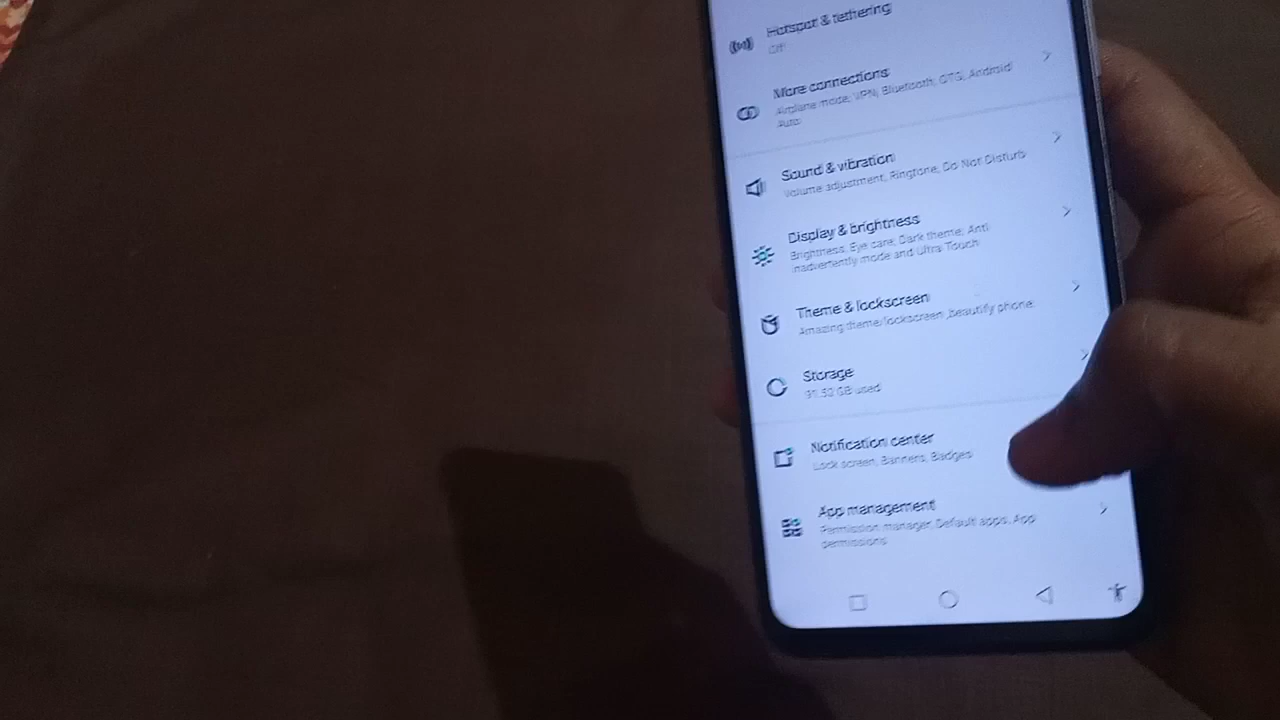 Hotspot & tethering
Off
More connections
Airplane mode, VPN, Bluetooth, OTG, Android
Auto
Sound & vibration
Volume adjustment, Ringtone, Do Not Disturb
Display & brightness
Brightness, Eye care, Dark theme, Anti
inadvertently mode and Ultra Touch
Theme & lockscreen
Amazing theme/lockscreen ,beautify phone
Storage
GB used
Notification center
Lock screen, Banners, Badges
App management
Permission manager, Default apps, App
permissions